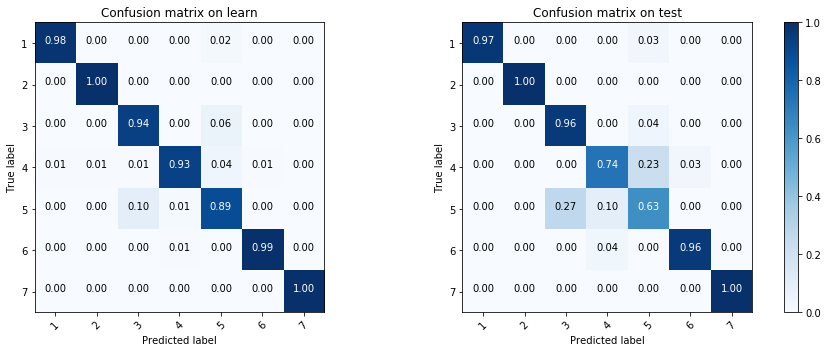 Confusion matrix on learn
True label
1 0.98 0.00 0.00 0.00 0.02 0.00 0.00
2 0.00 1.00 0.00 0.00 0.00 0.00 0.00
3 0.00 0.00 0.94 0.00 0.06 0.00 0.00
4 0.01 0.01 0.01 0.93 0.04 0.01 0.00
5 0.00 0.00 0.10 0.01 0.89 0.00 0.00
6 0.00 0.00 0.00 0.01 0.00 0.99 0.00
7 0.00 0.00 0.00 0.00 0.00 0.00 1.00
1 2 3 4 5 6 7
Predicted label
Confusion matrix on test
True label
1 0.97 0.00 0.00 0.00 0.03 0.00 0.00
2 0.00 1.00 0.00 0.00 0.00 0.00 0.00
3 0.00 0.00 0.96 0.00 0.04 0.00 0.00
4 0.00 0.00 0.00 0.74 0.23 0.03 0.00
5 0.00 0.00 0.27 0.10 0.63 0.00 0.00
6 0.00 0.00 0.00 0.04 0.00 0.96 0.00
7 0.00 0.00 0.00 0.00 0.00 0.00 1.00
1 2 3 4 5 6 7
Predicted label
1.0
0.8
0.6
0.4
0.2
0.0